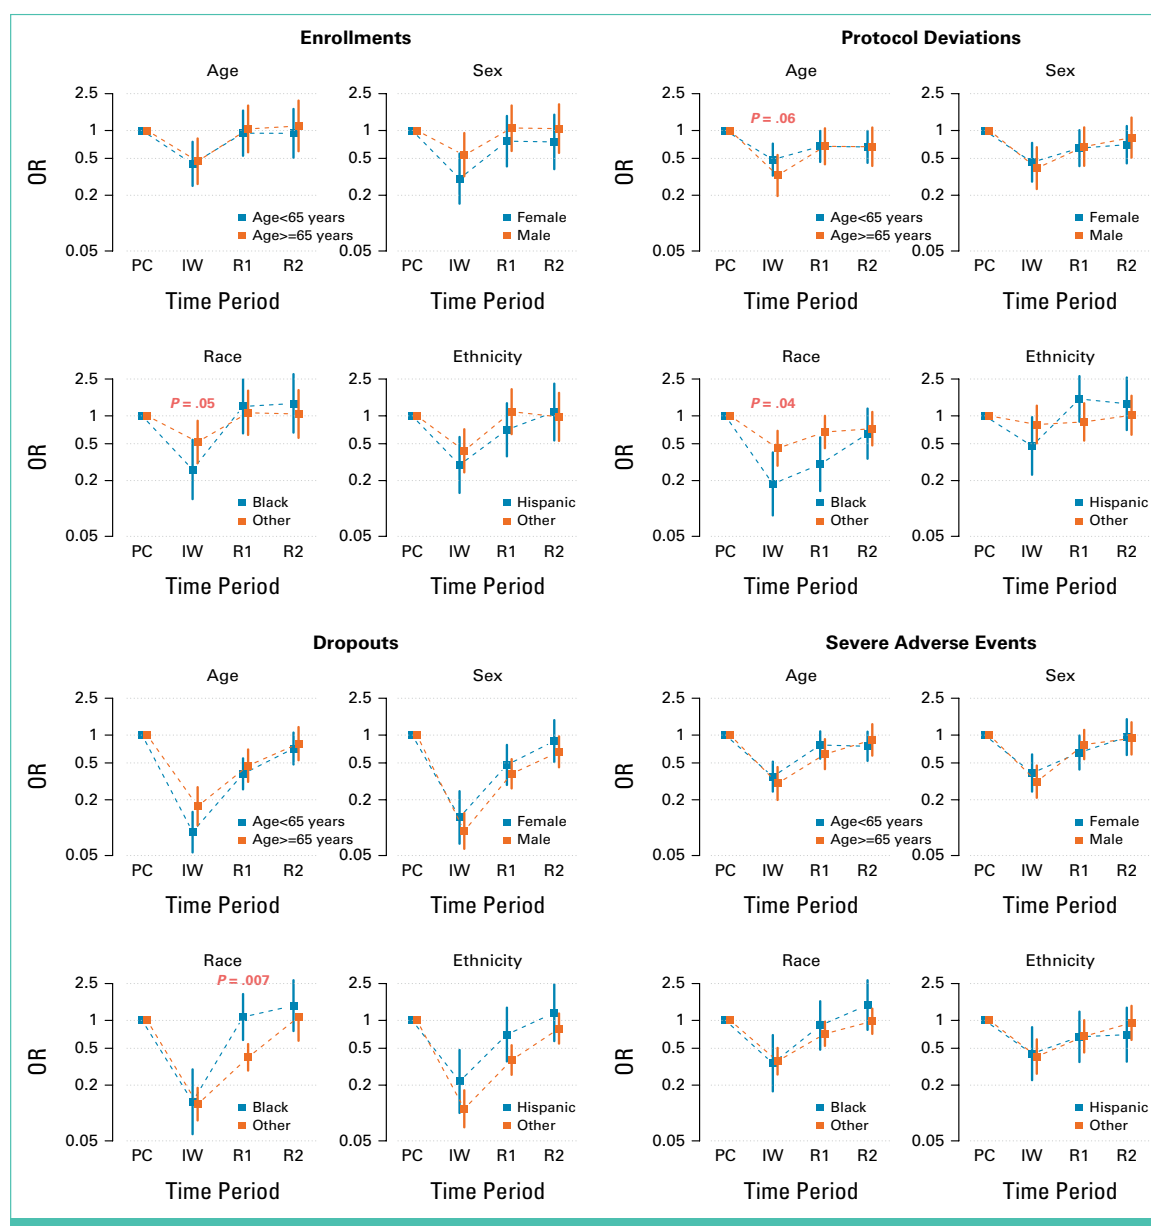 Enrollments
Protocol Deviations
Age
Sex
Age
Sex
OR
2.5
1
0.5
0.2
0.05
Age<65 years
Age>=65 years
PC IW R1 R2
Time Period
2.5
1
0.5
0.2
0.05
Female
Male
PC IW R1 R2
Time Period
OR
2.5
1
0.5
0.2
0.05
P = .06
Age<65 years
Age>=65 years
PC IW R1 R2
Time Period
2.5
1
0.5
0.2
0.05
Female
Male
PC IW R1 R2
Time Period
Race
Ethnicity
Race
Ethnicity
OR
2.5
1
0.5
0.2
0.05
P = .05
Black
Other
PC IW R1 R2
Time Period
2.5
1
0.5
0.2
0.05
Hispanic
Other
PC IW R1 R2
Time Period
OR
2.5
1
0.5
0.2
0.05
P = .04
Black
Other
PC IW R1 R2
Time Period
2.5
1
0.5
0.2
0.05
Hispanic
Other
PC IW R1 R2
Time Period
Dropouts
Severe Adverse Events
Age
Sex
Age
Sex
OR
2.5
1
0.5
0.2
0.05
Age<65 years
Age>=65 years
PC IW R1 R2
Time Period
2.5
1
0.5
0.2
0.05
Female
Male
PC IW R1 R2
Time Period
OR
2.5
1
0.5
0.2
0.05
Age<65 years
Age>=65 years
PC IW R1 R2
Time Period
2.5
1
0.5
0.2
0.05
Female
Male
PC IW R1 R2
Time Period
Race
Ethnicity
Race
Ethnicity
OR
2.5
1
0.5
0.2
0.05
P = .007
Black
Other
PC IW R1 R2
Time Period
2.5
1
0.5
0.2
0.05
Hispanic
Other
PC IW R1 R2
Time Period
OR
2.5
1
0.5
0.2
0.05
Black
Other
PC IW R1 R2
Time Period
2.5
1
0.5
0.2
0.05
Hispanic
Other
PC IW R1 R2
Time Period